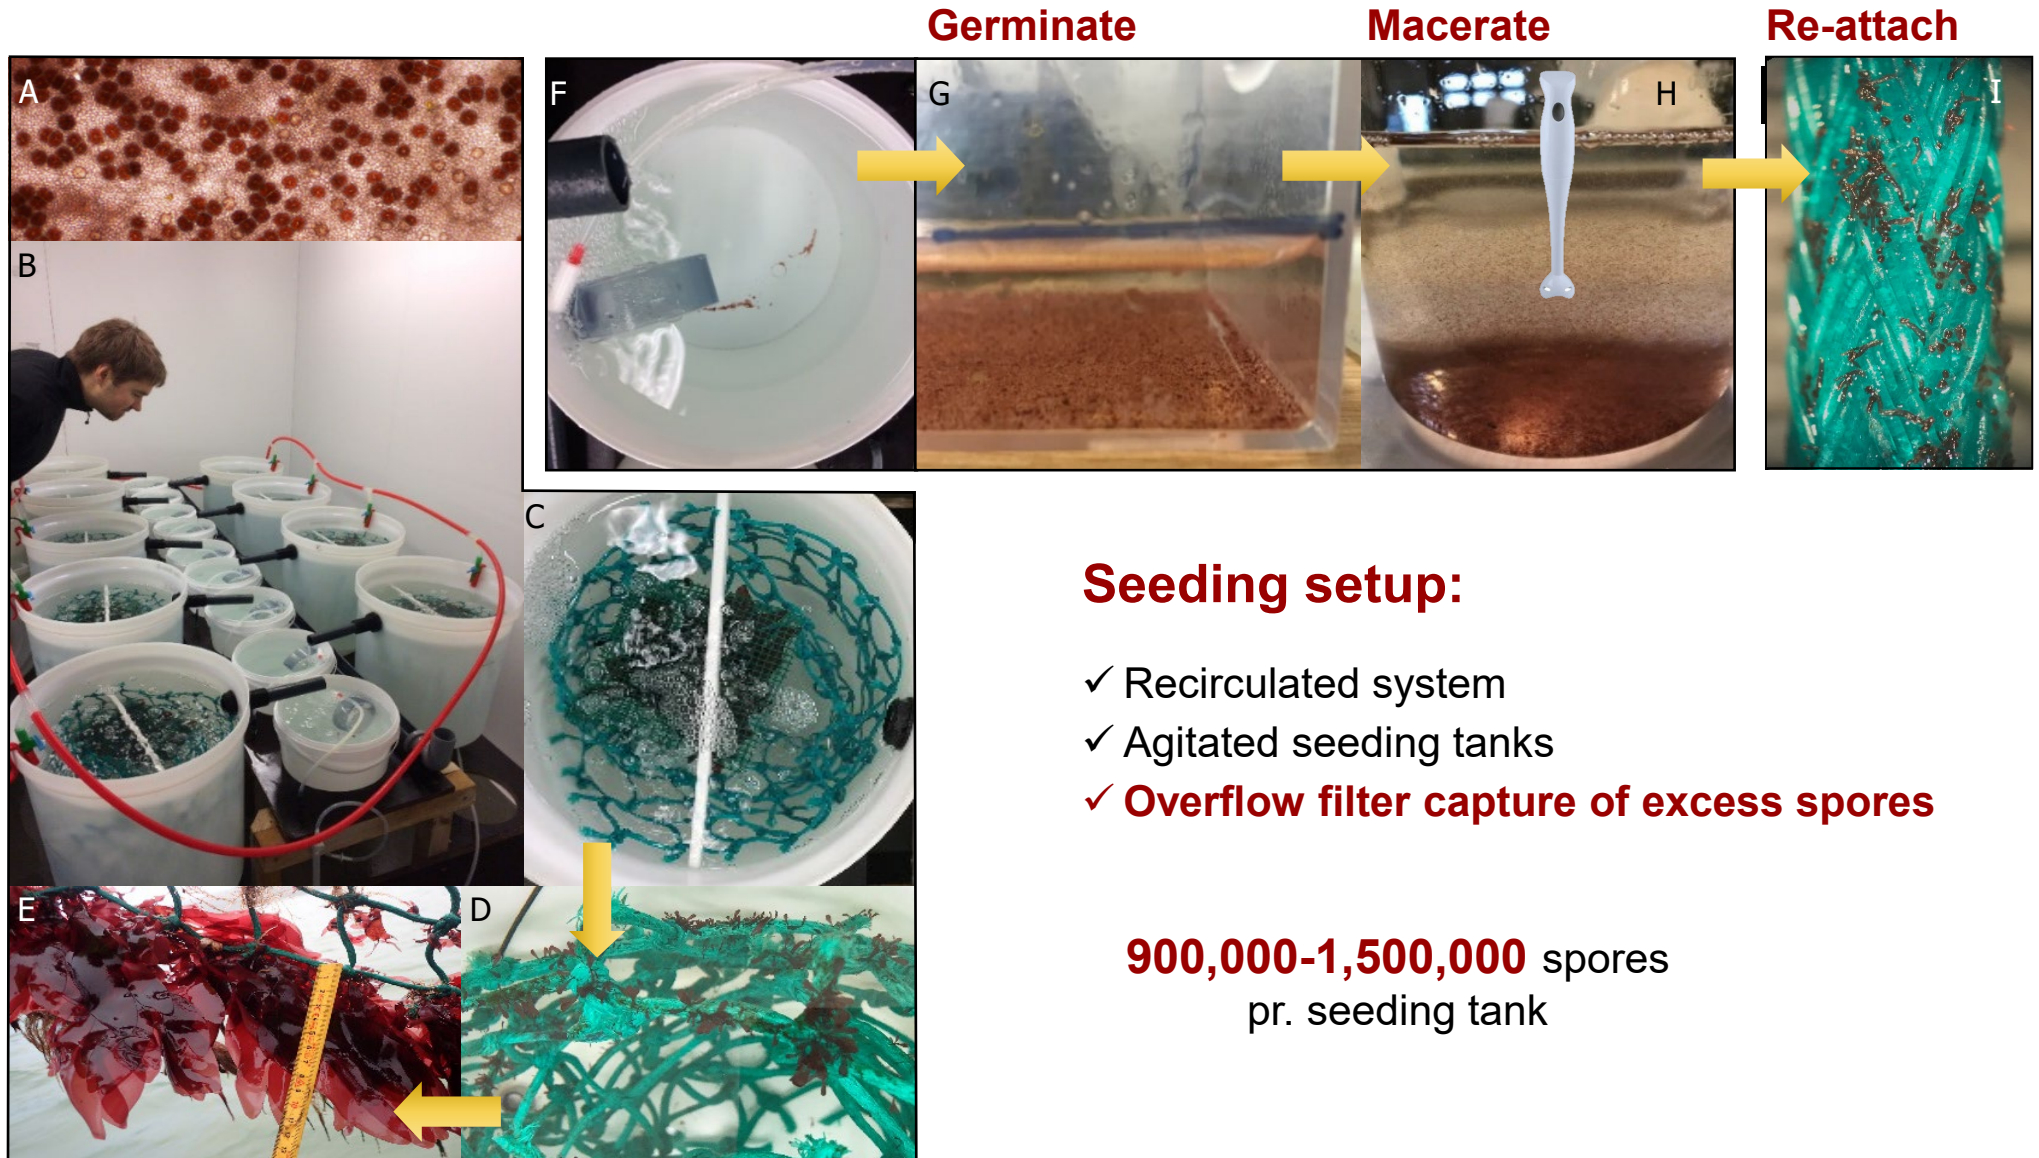 Germinate
Macerate
Re-attach
A
F
G
H
I
B
C
Seeding setup:
✓ Recirculated system
✓ Agitated seeding tanks
✓ Overflow filter capture of excess spores
E
D
900,000-1,500,000 spores
pr. seeding tank